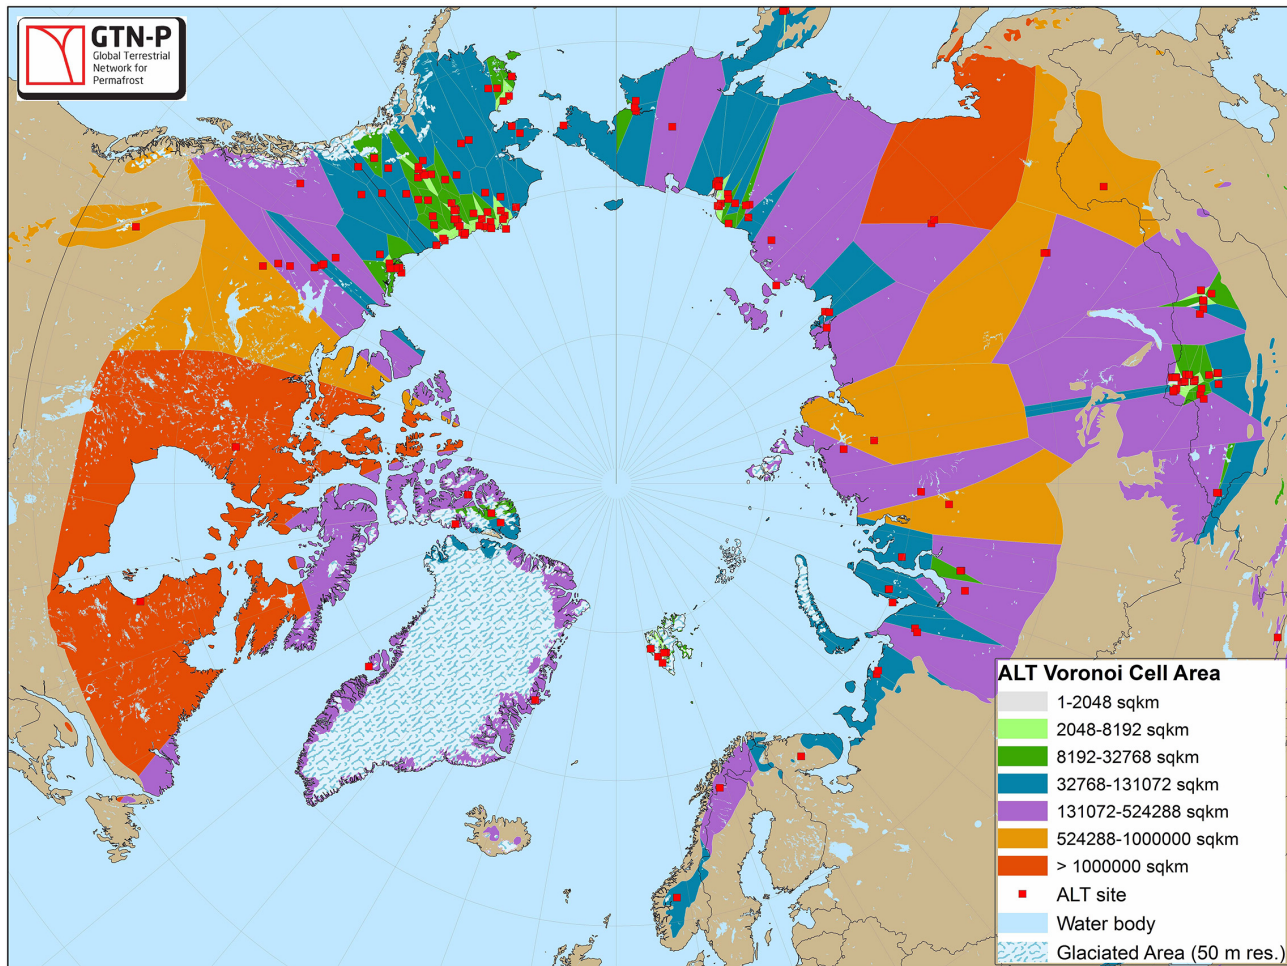 GTN-P
Global Terrestrial
Network for
Permafrost
ALT Voronoi Cell Area
1-2048 sqkm
2048-8192 sqkm
8192-32768 sqkm
32768-131072 sqkm
131072-524288 sqkm
524288-1000000 sqkm
> 1000000 sqkm
ALT site
Water body
Glaciated Area (50 m res.)